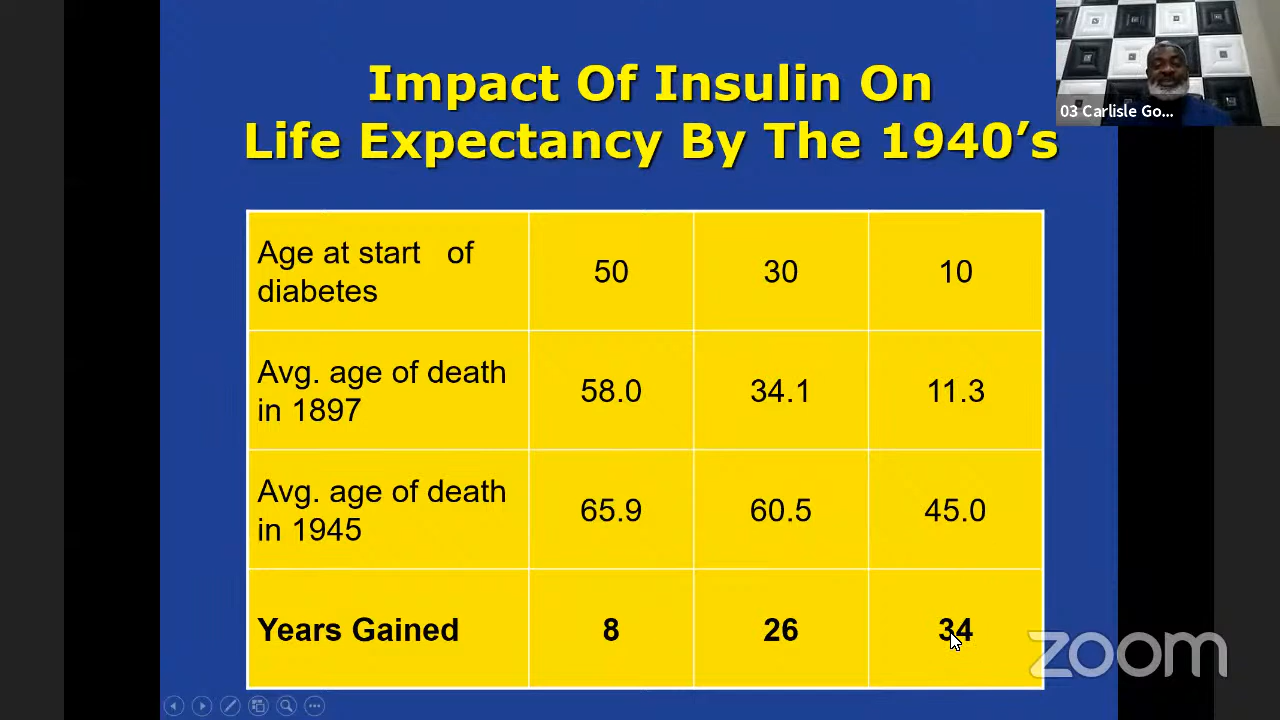 Impact Of Insulin On
Life Expectancy By The 1940’s
03 Carlisle Go...
Age at start of
diabetes
50
30
10
Avg. age of death
in 1897
58.0
34.1
11.3
Avg. age of death
in 1945
65.9
60.5
45.0
Years Gained
8
26
34
zoom